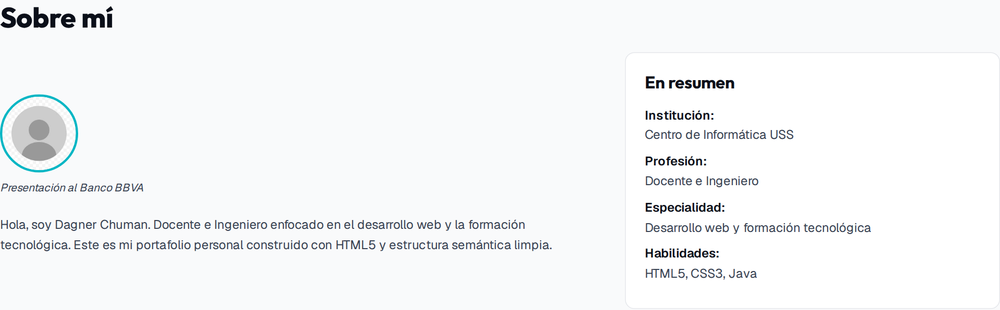 Sobre mí
Presentación al Banco BBVA
Hola, soy Dagner Chuman. Docente e Ingeniero enfocado en el desarrollo web y la formación
tecnológica. Este es mi portafolio personal construido con HTML5 y estructura semántica limpia.
En resumen
Institución:
Centro de Informática USS
Profesión:
Docente e Ingeniero
Especialidad:
Desarrollo web y formación tecnológica
Habilidades:
HTML5, CSS3, Java